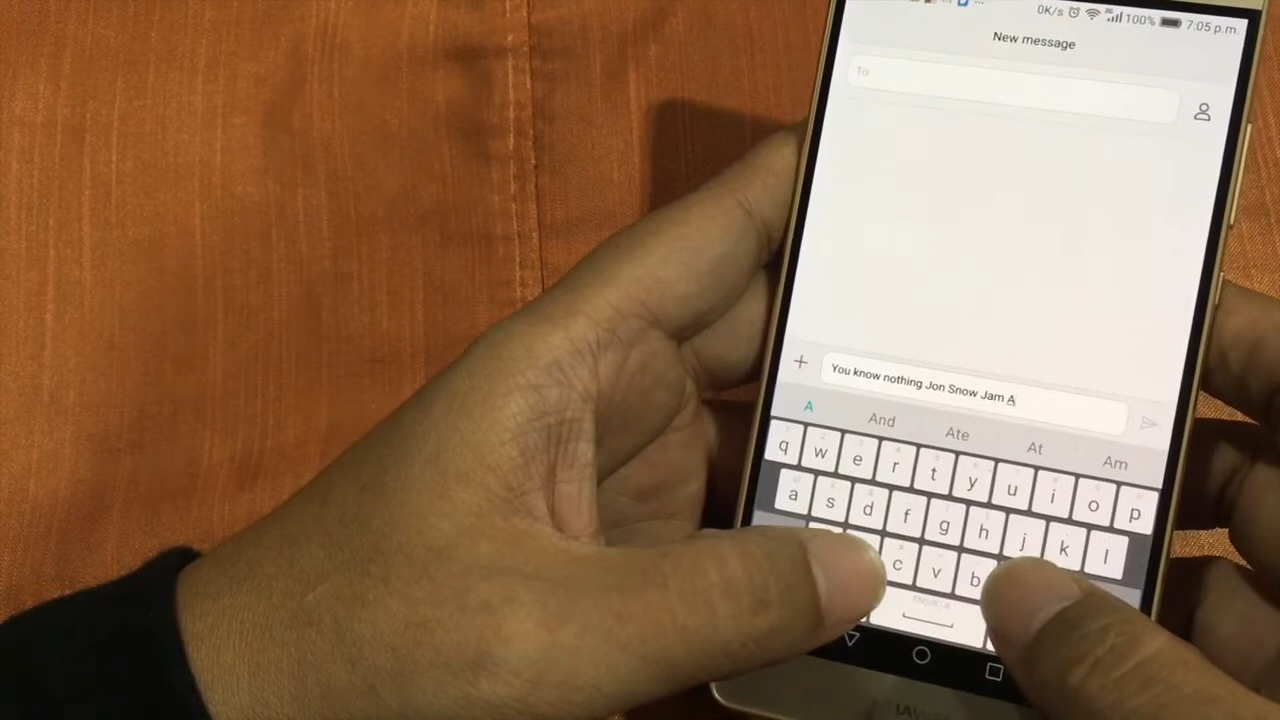 0K/s 100% 7:05 p.m.
New message
To
You know nothing Jon Snow Jam A
A And Ate At Am
q w e r t y u i o p
a s d f g h j k l
c v b